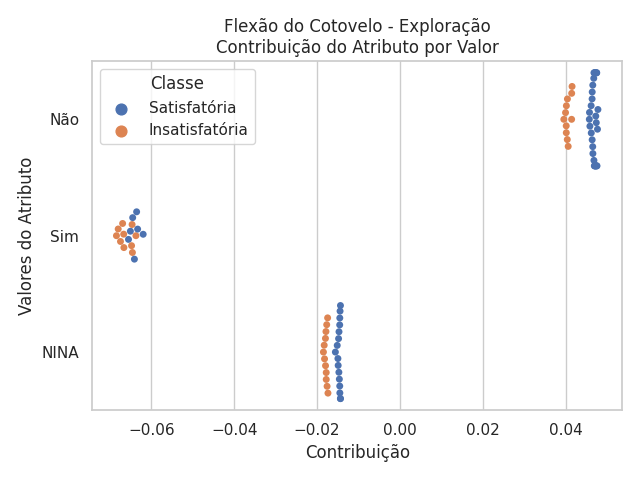 Flexão do Cotovelo - Exploração
Contribuição do Atributo por Valor
Classe
Satisfatória
Insatisfatória
Valores do Atributo
Não
Sim
NINA
−0.06
−0.04
−0.02
0.00
0.02
0.04
Contribuição